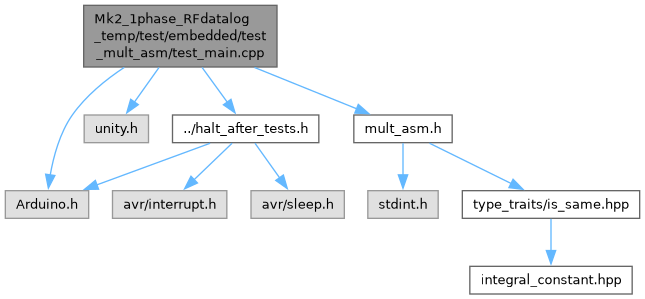 Mk2_1phase_RFdatalog
_temp/test/embedded/test
_mult_asm/test_main.cpp
unity.h
../halt_after_tests.h
mult_asm.h
Arduino.h
avr/interrupt.h
avr/sleep.h
stdint.h
type_traits/is_same.hpp
integral_constant.hpp